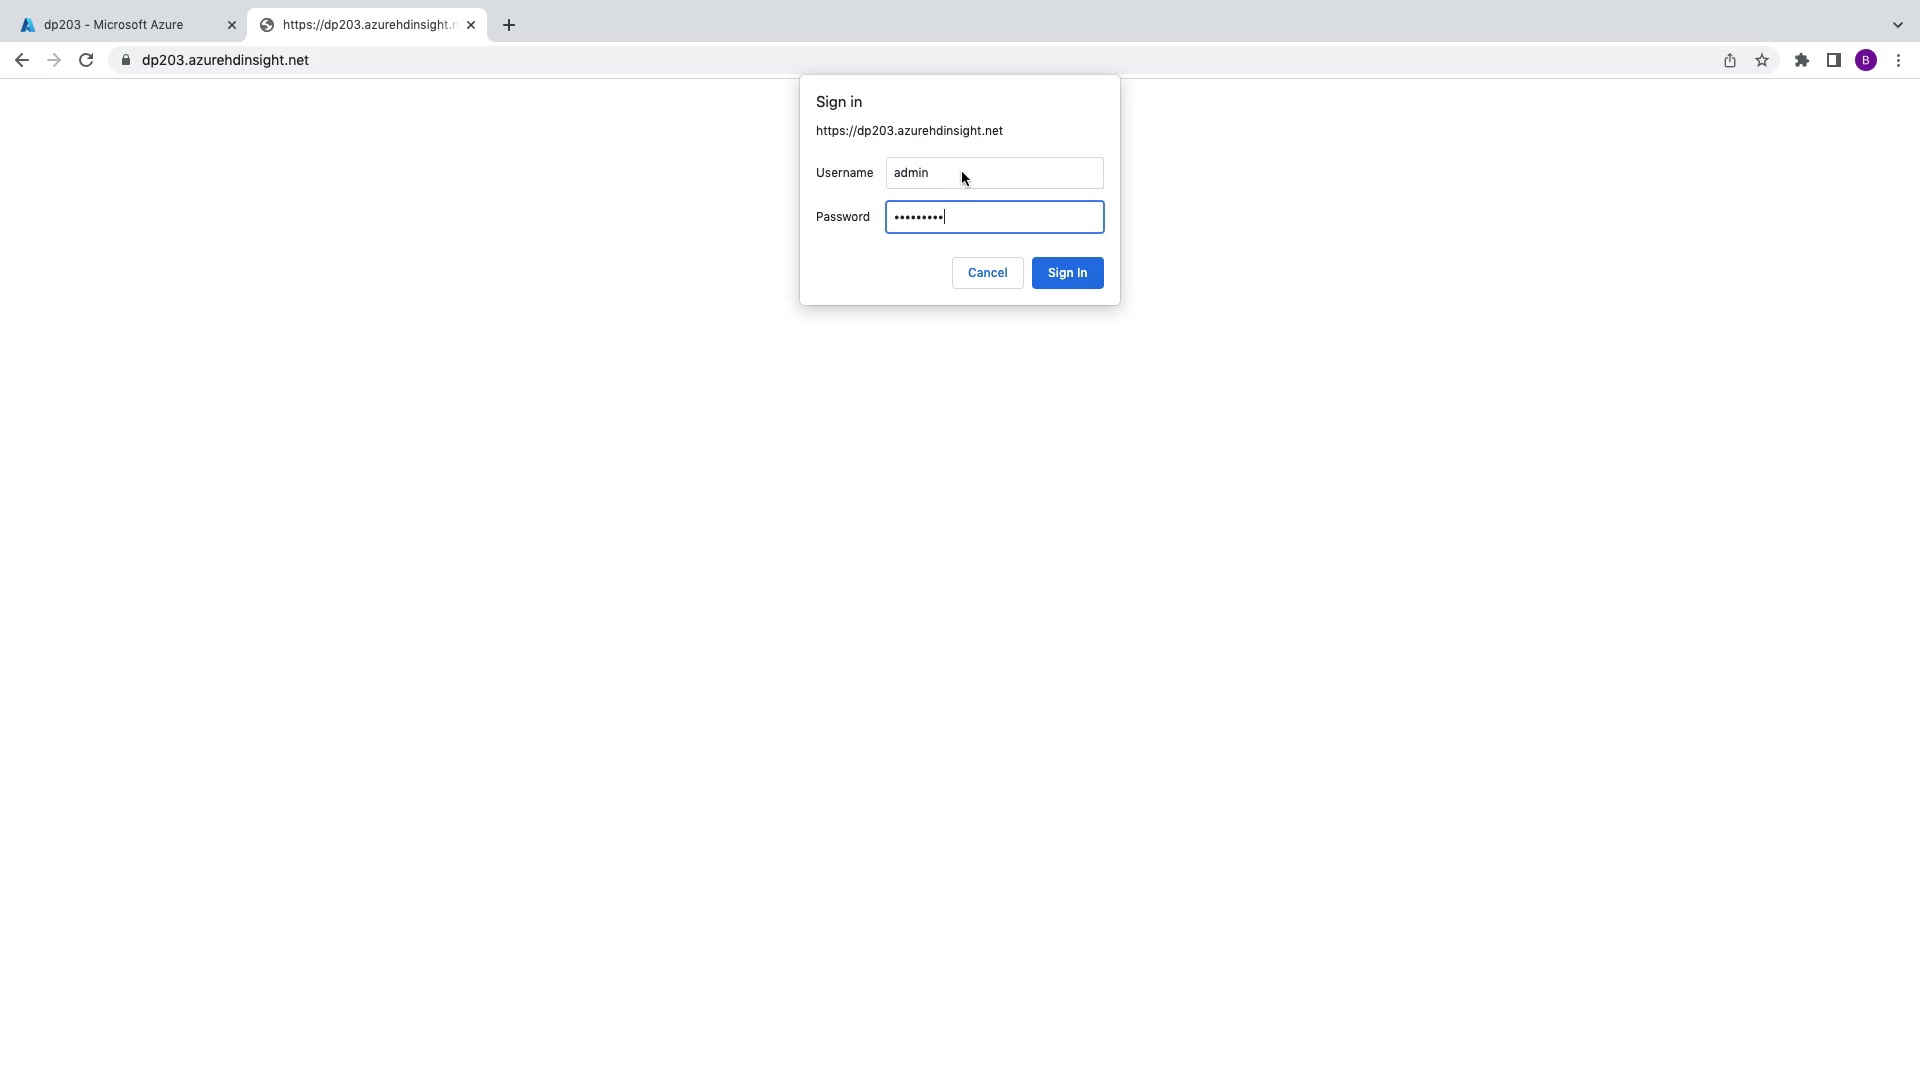 dp203 - Microsoft Azure
https://dp203.azurehdinsight.n
dp203.azurehdinsight.net
B
Sign in
https://dp203.azurehdinsight.net
Username admin
Password •••••••••
Cancel Sign In